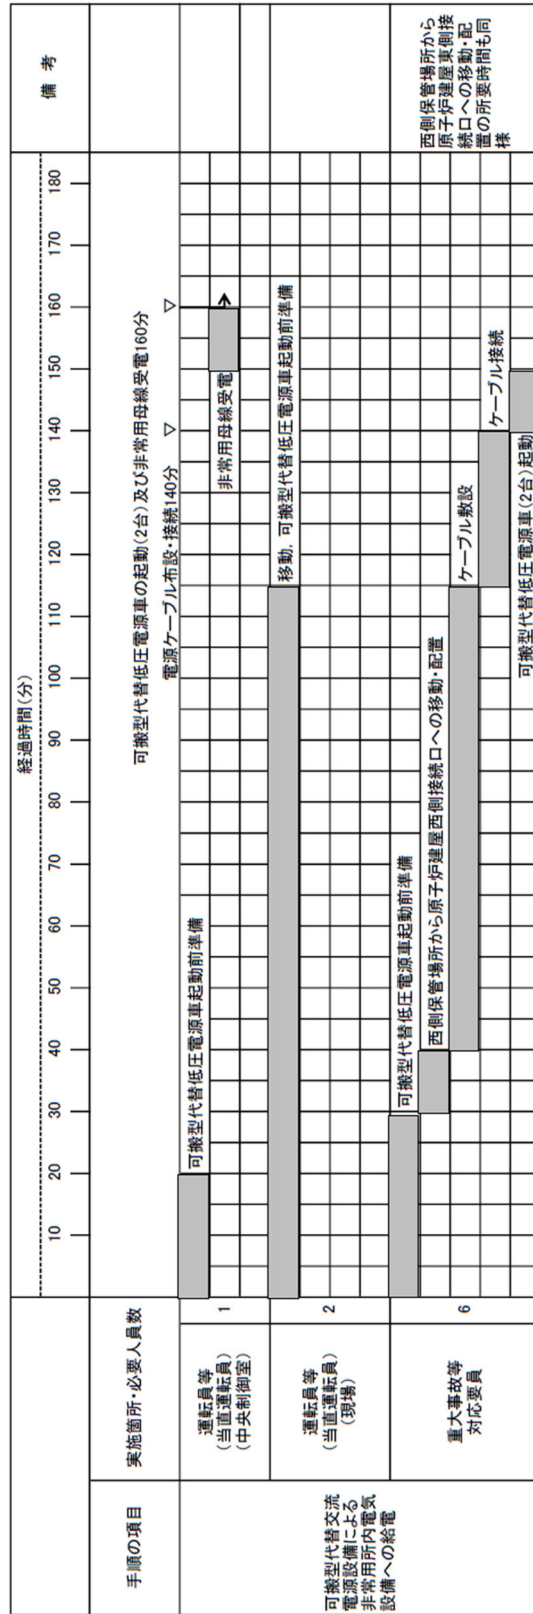 手順の項目
実施箇所・必要人員数
経過時間(分)
10 20 30 40 50 60 70 80 90 100 110 120 130 140 150 160 170 180
備 考
可搬型代替低圧電源車の起動(2台)及び非常用母線受電160分
電源ケーブル布設・接続140分
▽ ▽
可搬型代替交流
電源設備による
非常用所内電気
設備への給電
運転員等
(当直運転員)
(中央制御室)
1
可搬型代替低圧電源車起動前準備
非常用母線受電
運転員等
(当直運転員)
(現場)
2
移動,可搬型代替低圧電源車起動前準備
重大事故等
対応要員
6
可搬型代替低圧電源車起動前準備
西側保管場所から原子炉建屋西側接続口への移動・配置
ケーブル敷設
ケーブル接続
可搬型代替低圧電源車(2台)起動
西側保管場所から
原子炉建屋東側接
続口への移動・配
置の所要時間も同
様